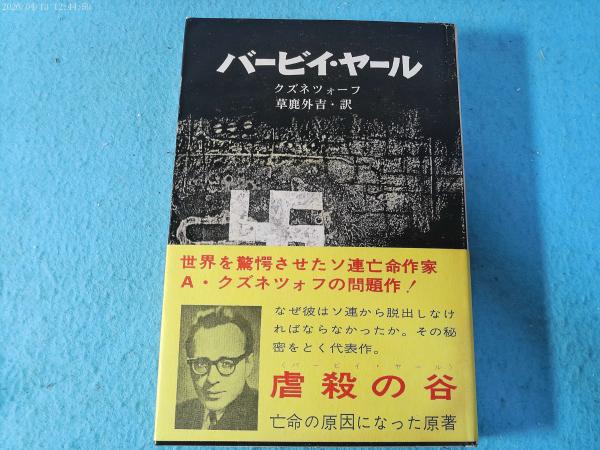 2026/04/13 12:44:50
バービイ・ヤール
クズネツォーフ
草鹿外吉・訳
世界を驚愕させたソ連亡命作家
A・クズネツォフの問題作！
なぜ彼はソ連から脱出しなけ
ればならなかったか。その秘
密をとく代表作。
（バービイ・ヤール）
虐殺の谷
亡命の原因になった原著